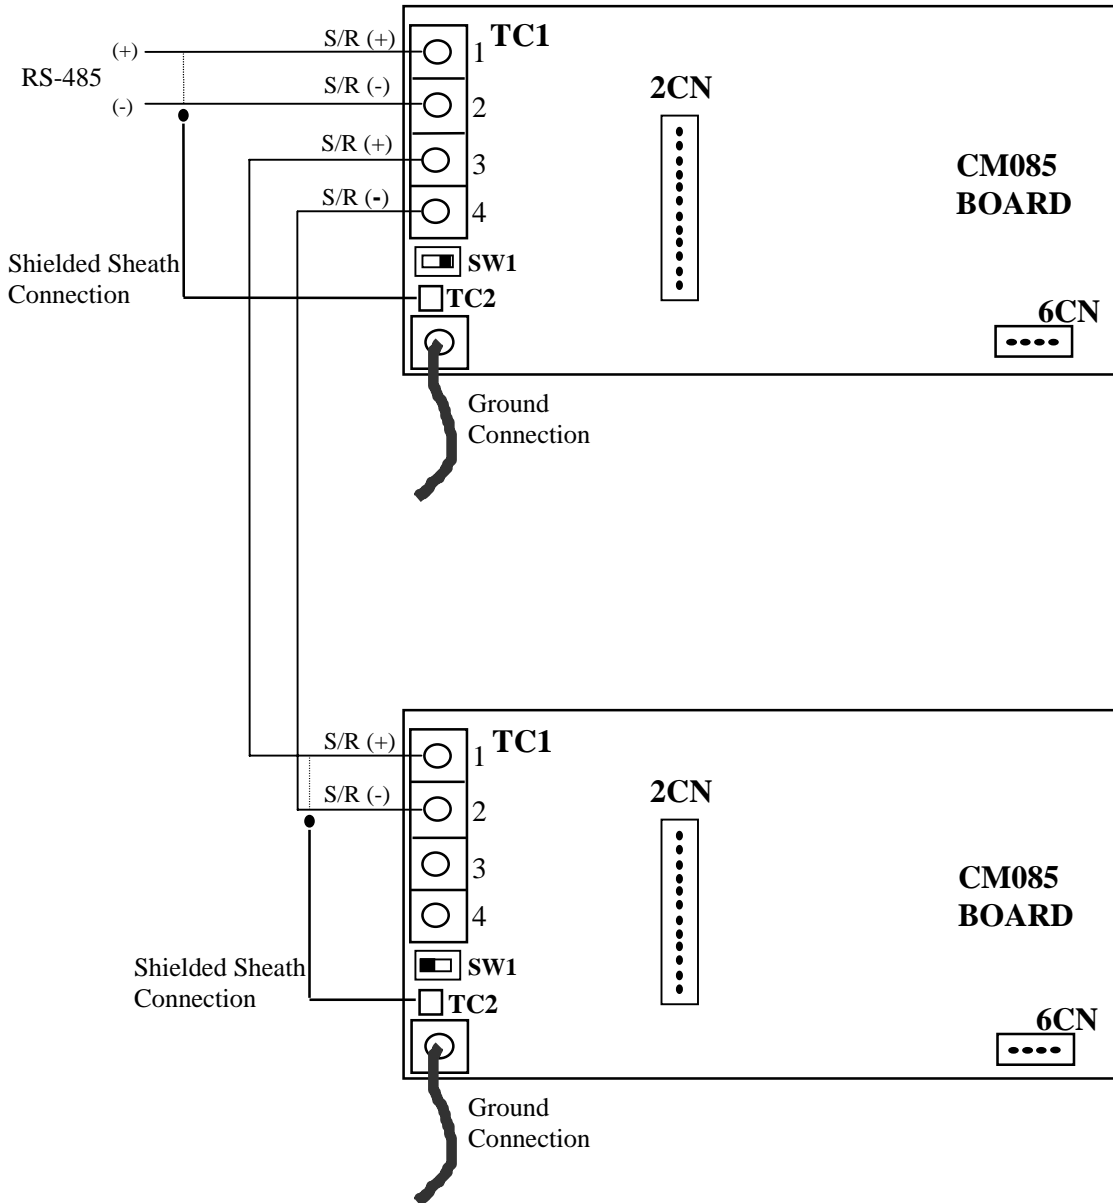 S/R (+)
1
TC1
(+)
RS-485
S/R (-)
2
(-)
S/R (+)
3
S/R (-)
4
2CN
CM085
BOARD
Shielded Sheath
Connection
SW1
TC2
6CN
Ground
Connection
S/R (+)
1
TC1
S/R (-)
2
3
4
2CN
CM085
BOARD
Shielded Sheath
Connection
SW1
TC2
6CN
Ground
Connection